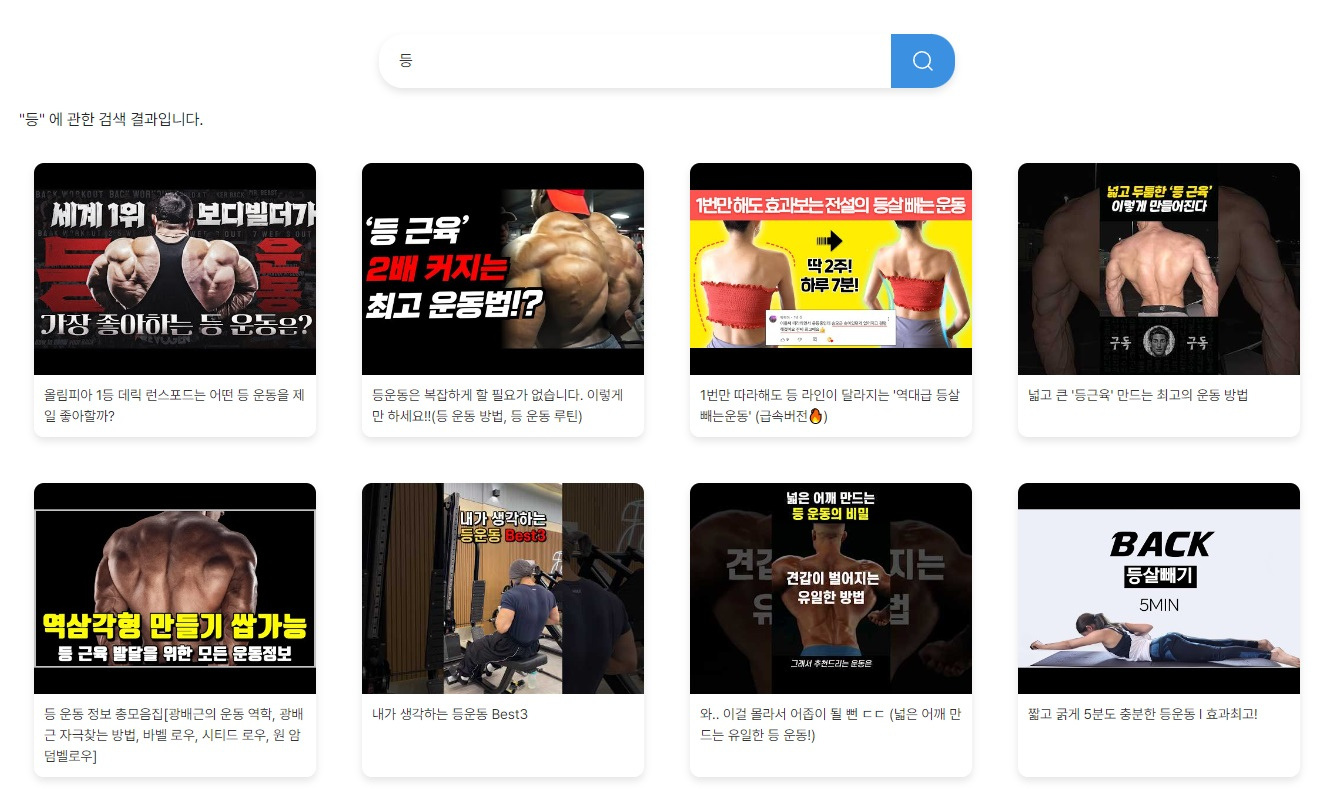 등
"등" 에 관한 검색 결과입니다.
세계 1위 보디빌더가
등 운동
가장 좋아하는 등 운동은?
올림피아 1등 데릭 런스포드는 어떤 등 운동을 제
일 좋아할까?
‘등 근육’
2배 커지는
최고 운동법!?
등운동은 복잡하게 할 필요가 없습니다. 이렇게
만 하세요!!(등 운동 방법, 등 운동 루틴)
1번만 해도 효과보는 전설의 등살 빼는 운동
딱 2주!
하루 7분!
1번만 따라해도 등 라인이 달라지는 '역대급 등살
빼는운동' (급속버전🔥)
넓고 두툼한 ‘등 근육’
이렇게 만들어진다
구독 구독
넓고 큰 '등근육' 만드는 최고의 운동 방법
역삼각형 만들기 쌉가능
등 근육 발달을 위한 모든 운동정보
등 운동 정보 총모음집[광배근의 운동 역학, 광배
근 자극찾는 방법, 바벨 로우, 시티드 로우, 원 암
덤벨로우]
내가 생각하는
등운동 Best3
내가 생각하는 등운동 Best3
넓은 어깨 만드는
등 운동의 비밀
견갑이 벌어지는
유일한 방법
그래서 추천드리는 운동은
와.. 이걸 몰라서 어좁이 될 뻔 ㄷㄷ (넓은 어깨 만
드는 유일한 등 운동!)
BACK
등살빼기
5MIN
짧고 굵게 5분도 충분한 등운동 l 효과최고!